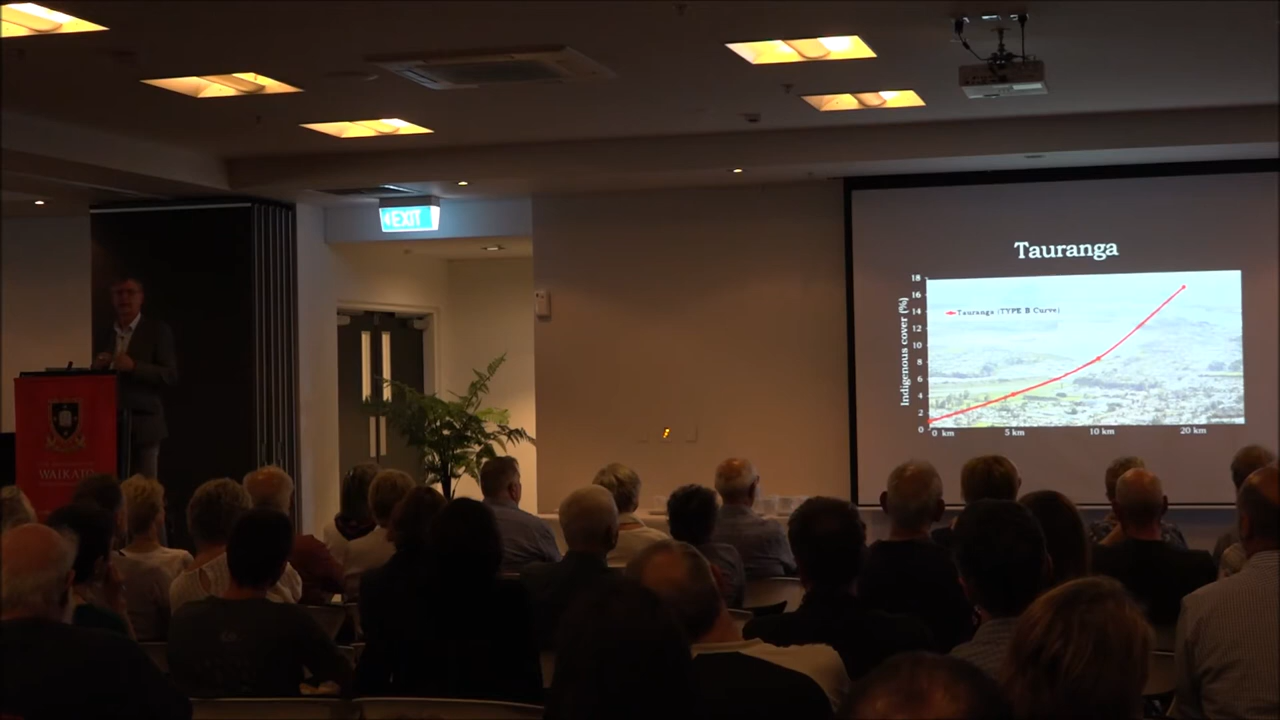 EXIT
Tauranga
18
16
14
12
10
8
6
4
2
0
Indigenous cover (%)
Tauranga (TYPE B Curve)
0 km
5 km
10 km
20 km
WAIKATO